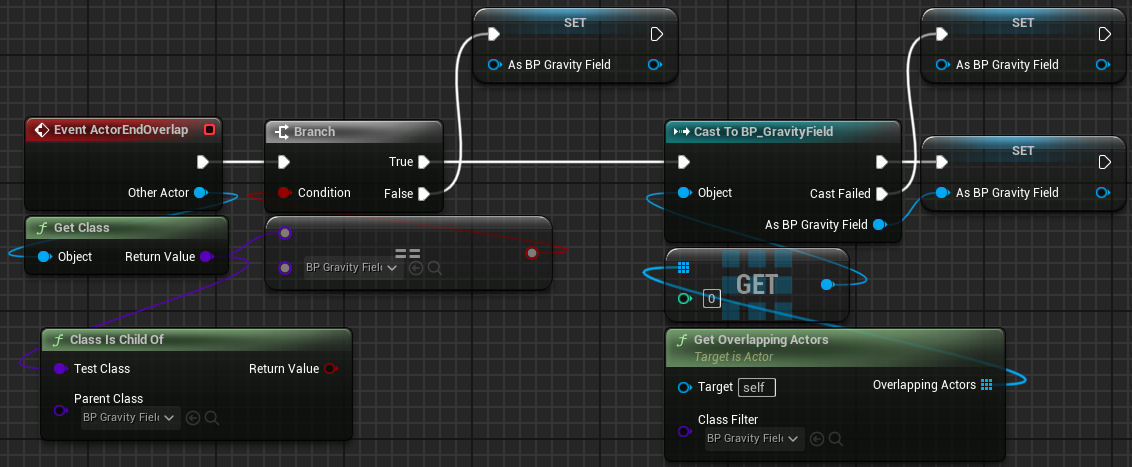 SET
As BP Gravity Field
SET
As BP Gravity Field
Event ActorEndOverlap
Other Actor
Branch
True
Condition
False
Cast To BP_GravityField
Object
Cast Failed
As BP Gravity Field
SET
As BP Gravity Field
f Get Class
Object
Return Value
==
BP Gravity Field
GET
0
f Class Is Child Of
Test Class
Return Value
Parent Class
BP Gravity Field
f Get Overlapping Actors
Target is Actor
Target
self
Overlapping Actors
Class Filter
BP Gravity Field